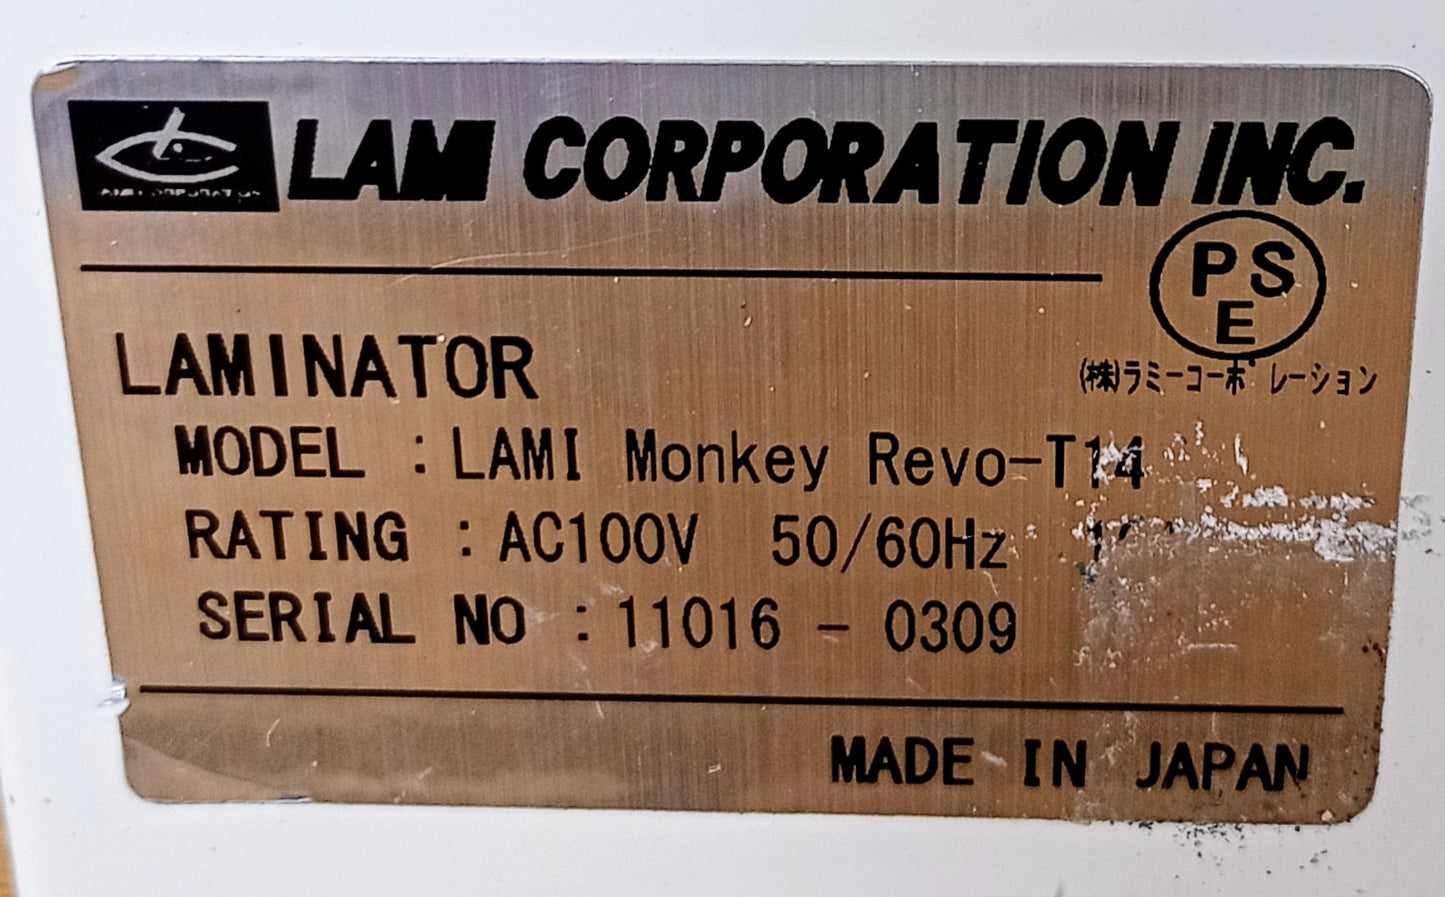 LAM CORPORATION INC.
PS
E
(株)ラミーコーポレーション
LAMINATOR
MODEL : LAMI Monkey Revo-T14
RATING : AC100V 50/60Hz
SERIAL NO : 11016 - 0309
MADE IN JAPAN